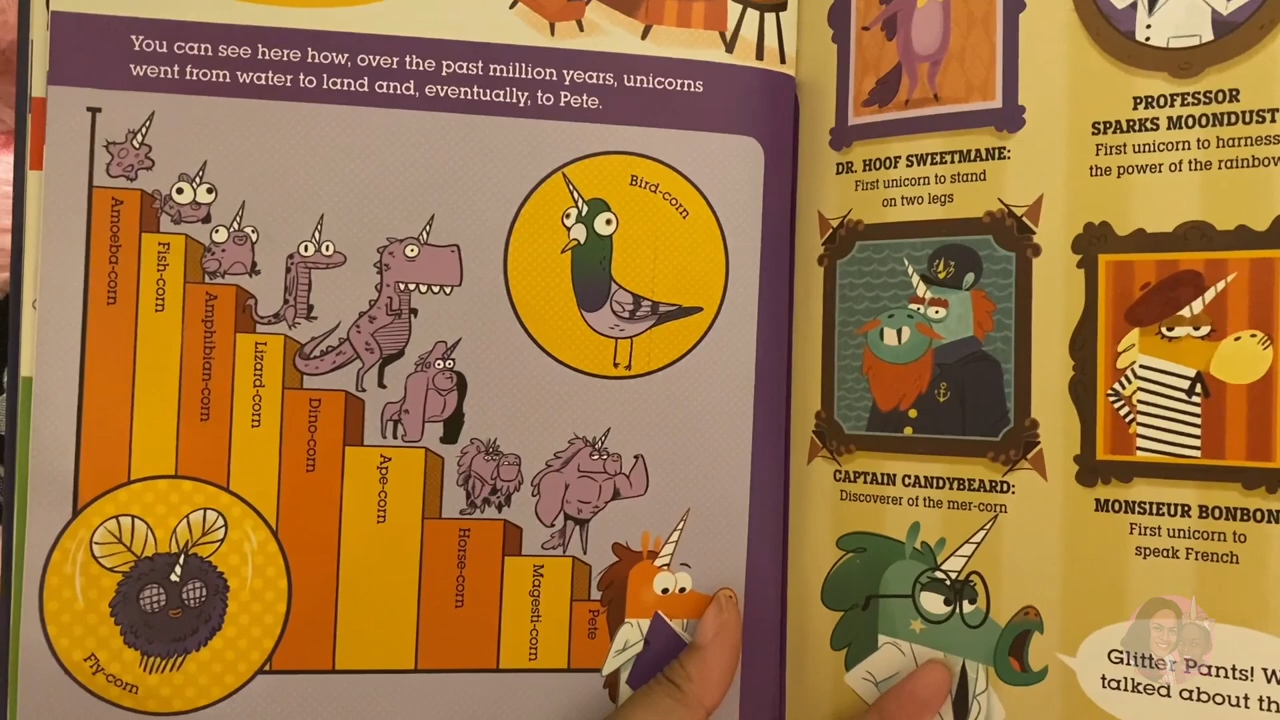 You can see here how, over the past million years, unicorns
went from water to land and, eventually, to Pete.
Amoeba-corn
Fish-corn
Amphibian-corn
Lizard-corn
Dino-corn
Ape-corn
Horse-corn
Magesti-corn
Pete
Bird-corn
Fly-corn
DR. HOOF SWEETMANE:
First unicorn to stand
on two legs
PROFESSOR
SPARKS MOONDUST
First unicorn to harness
the power of the rainbow
CAPTAIN CANDYBEARD:
Discoverer of the mer-corn
MONSIEUR BONBON
First unicorn to
speak French
Glitter Pants! W
talked about th